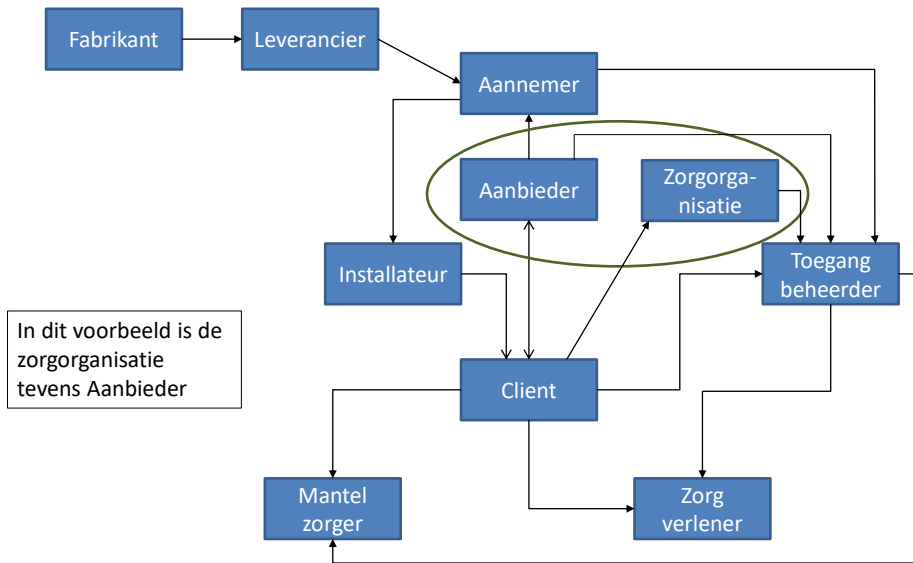 Fabrikant
Leverancier
Aannemer
Aanbieder
Zorgorga-
nisatie
Installateur
Toegang
beheerder
In dit voorbeeld is de
zorgorganisatie
tevens Aanbieder
Client
Mantel
zorger
Zorg
verlener